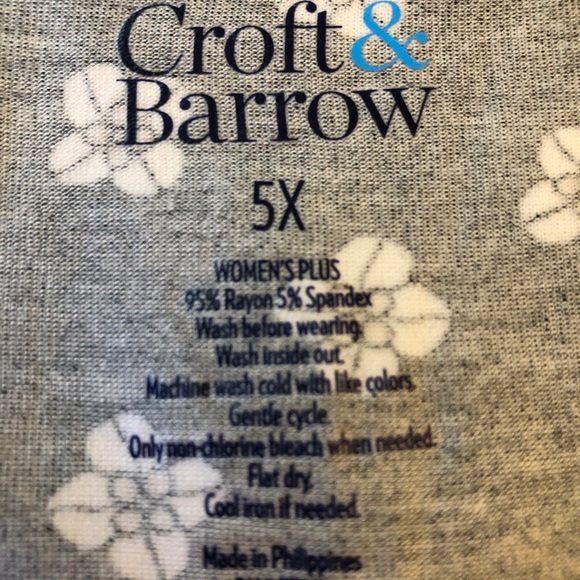 Croft&
Barrow
5X
WOMEN'S PLUS
95% Rayon 5% Spandex
Wash before wearing.
Wash inside out.
Machine wash cold with like colors.
Gentle cycle.
Only non-chlorine bleach when needed.
Flat dry.
Cool iron if needed.
Made in Philippines